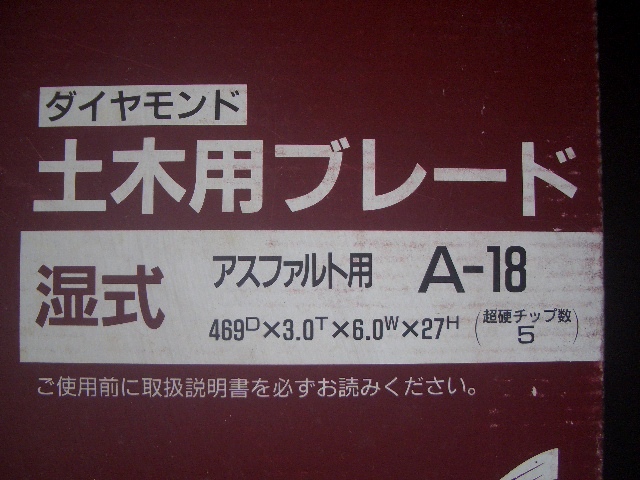 ダイヤモンド
土木用ブレード
湿式 アスファルト用 A-18
469D×3.0T×6.0W×27H (超硬チップ数 5)
ご使用前に取扱説明書を必ずお読みください。